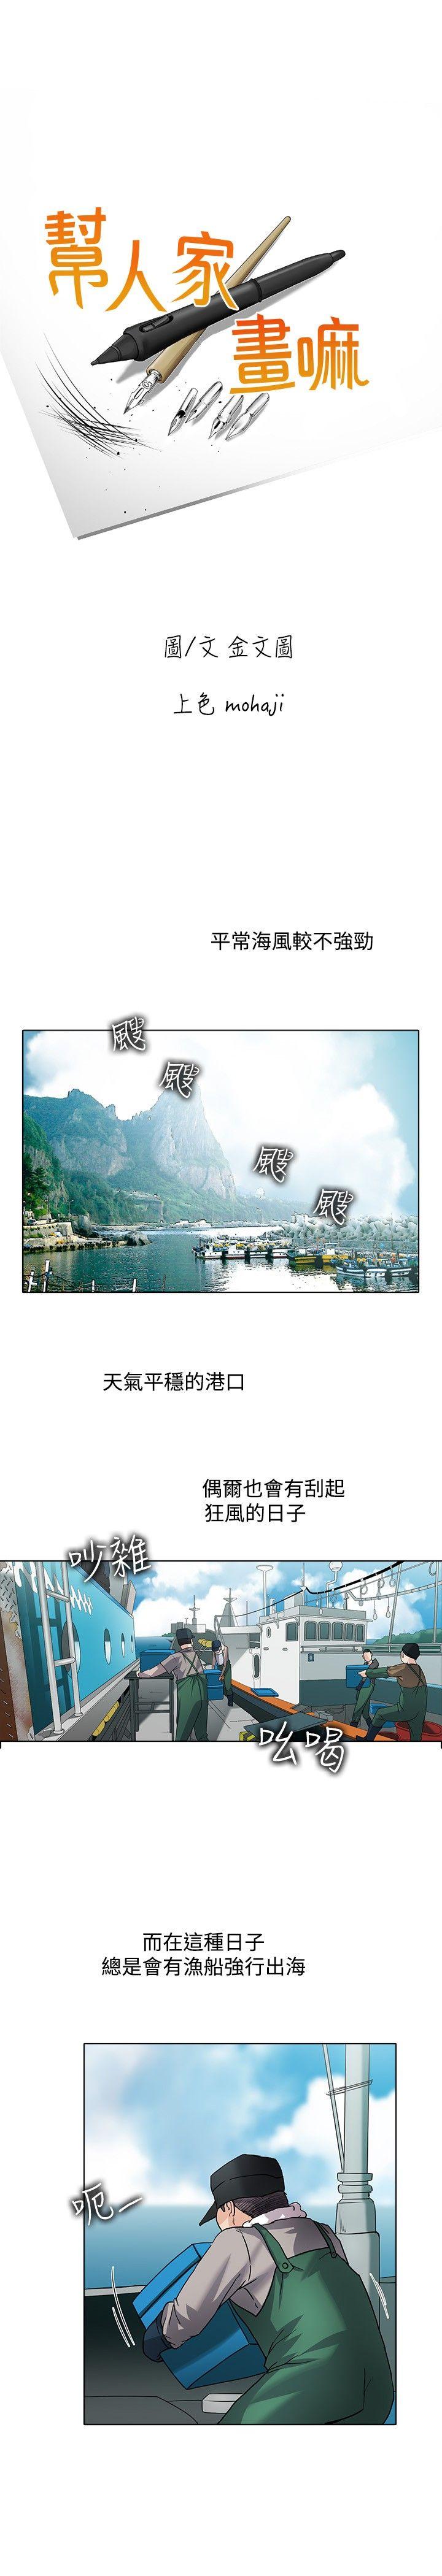 幫人家
畫嘛
圖/文 金文圖
上色 mohaji
平常海風較不強勁
颼
颼
颼
颼
天氣平穩的港口
偶爾也會有刮起
狂風的日子
吵雜
吆喝
而在這種日子
總是會有漁船強行出海
呃—